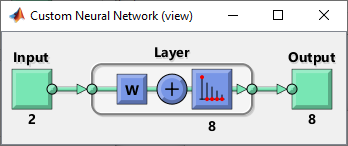 Custom Neural Network (view)
Layer
Input
Output
W
+
2
8
8